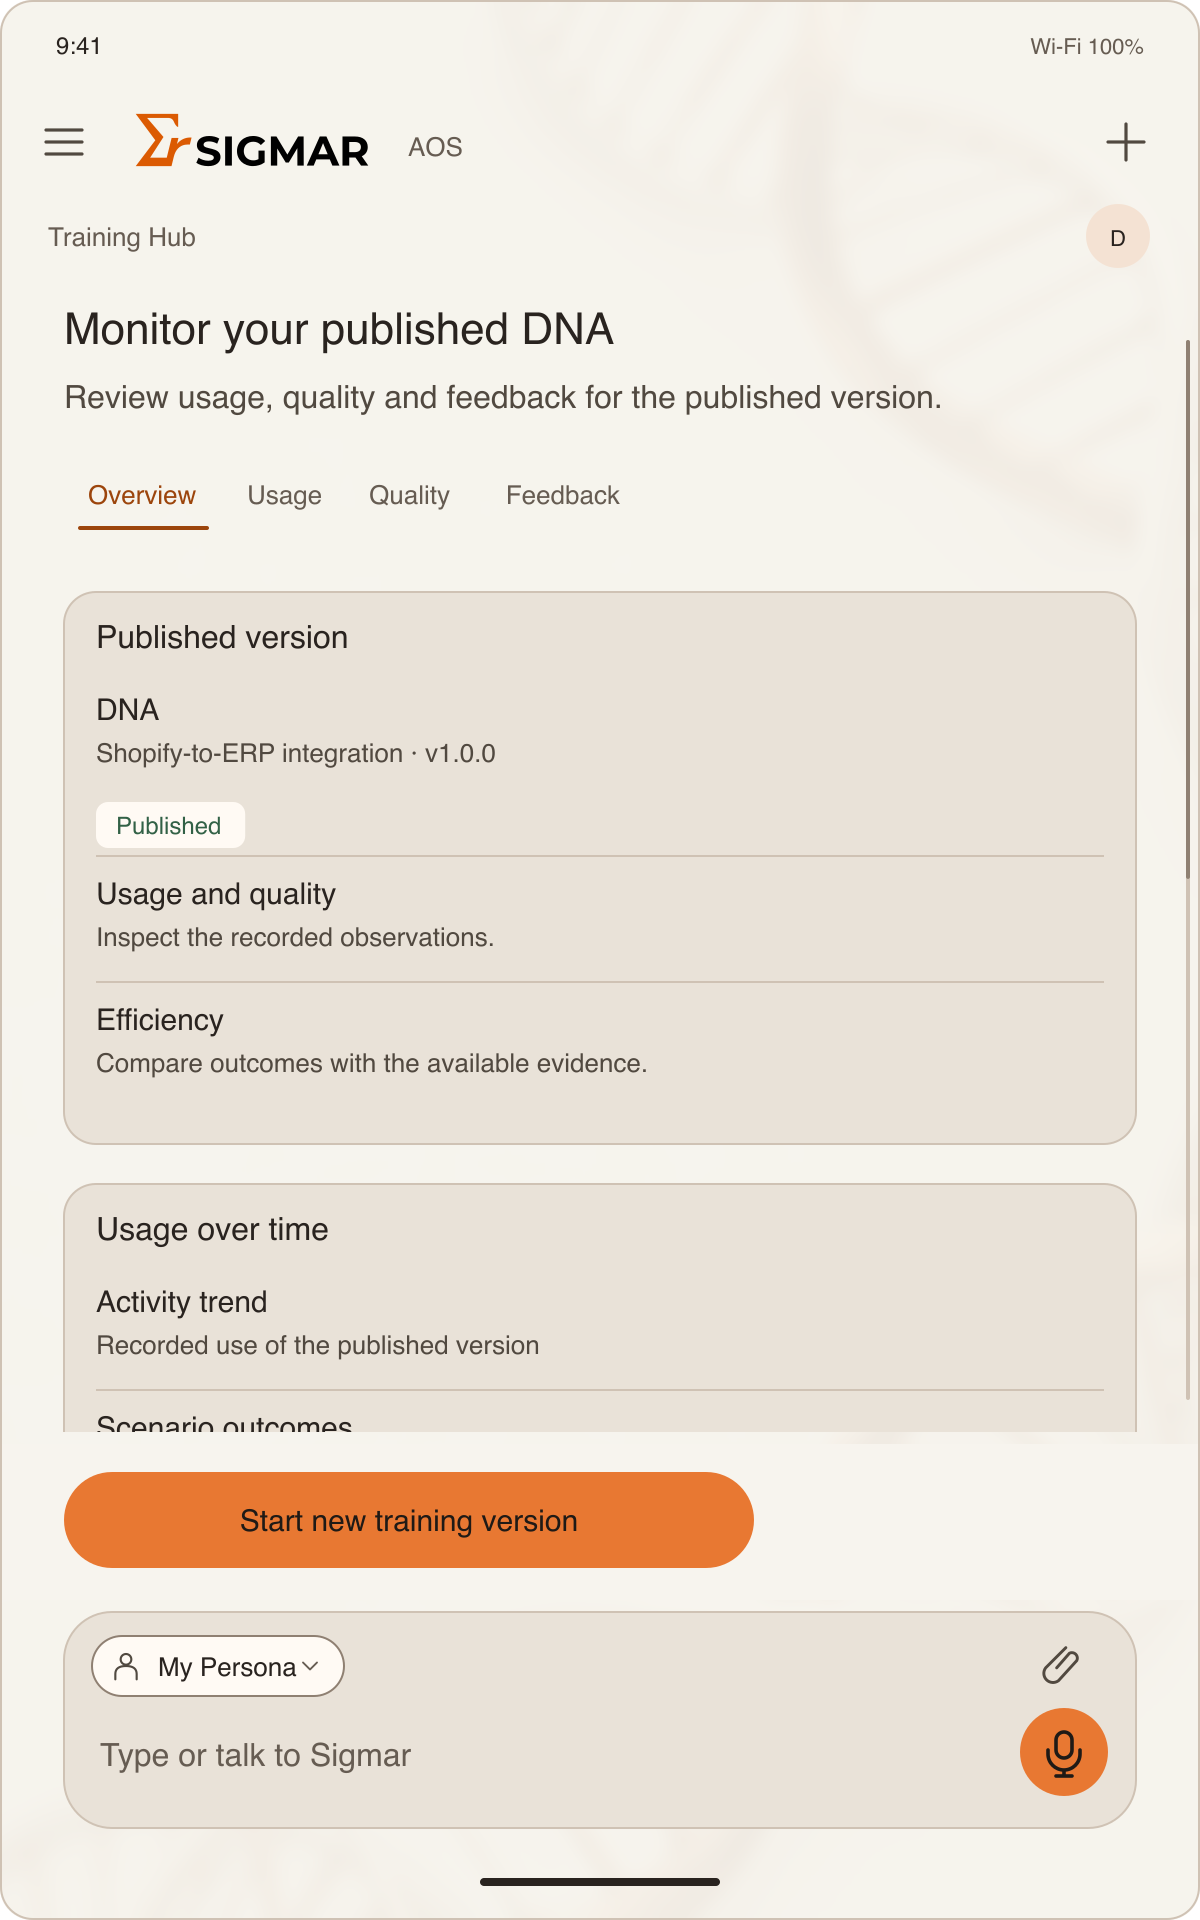 9:41
Wi-Fi 100%
Σr SIGMAR AOS
Training Hub
D
Monitor your published DNA
Review usage, quality and feedback for the published version.
Overview Usage Quality Feedback
Published version
DNA
Shopify-to-ERP integration · v1.0.0
Published
Usage and quality
Inspect the recorded observations.
Efficiency
Compare outcomes with the available evidence.
Usage over time
Activity trend
Recorded use of the published version
Scenario outcomes
Start new training version
My Persona
Type or talk to Sigmar